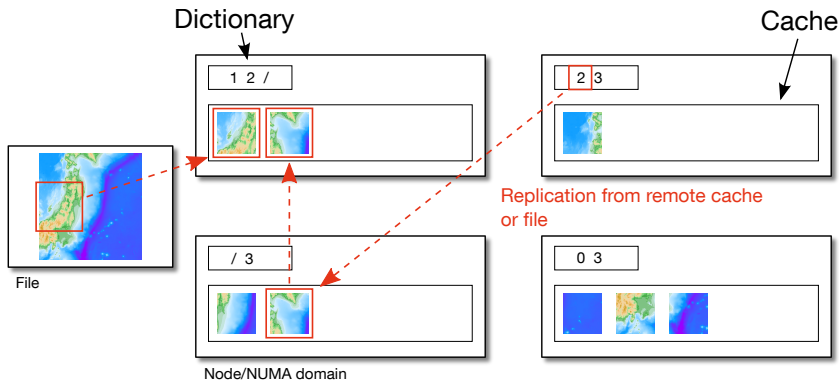 Dictionary
Cache
1 2 /
2 3
Replication from remote cache
or file
File
/ 3
0 3
Node/NUMA domain